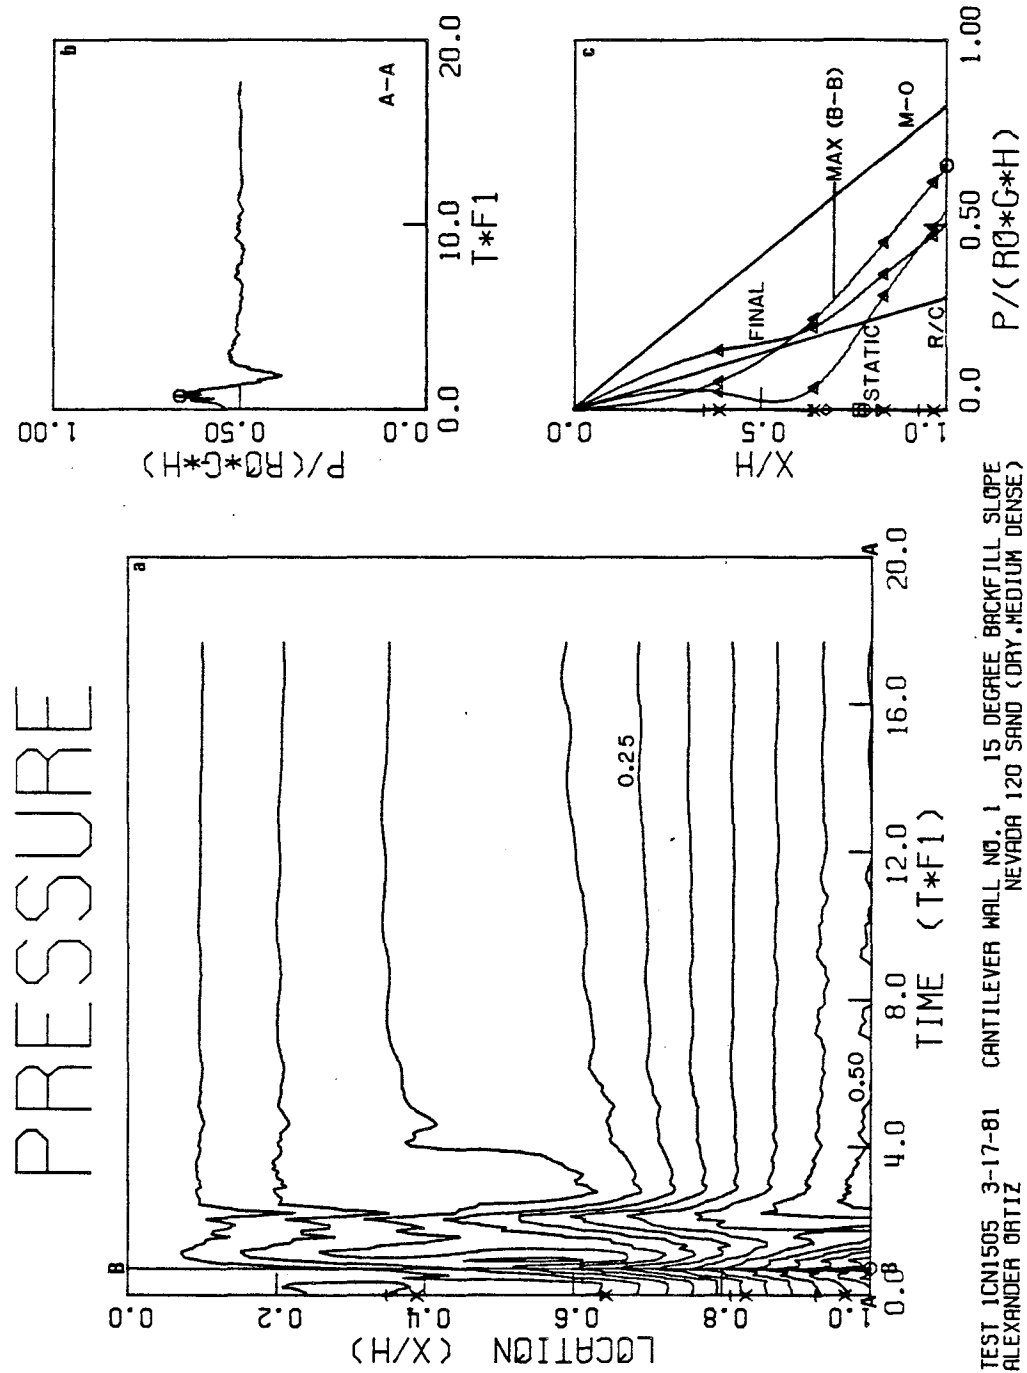 PRESSURE
a
B
0.0
0.2
0.4
0.6
0.8
1.0
LOCATION (X/H)
0.25
0.50
A
B
A
0.0
4.0
8.0
12.0
16.0
20.0
TIME (T*F1)
b
1.00
0.50
0.0
P/(RO*G*H)
A-A
0.0
10.0
20.0
T*F1
c
0.0
0.5
1.0
X/H
FINAL
MAX (B-B)
M-O
STATIC
R/C
0.0
0.50
1.00
P/(RO*G*H)
TEST 1CN1505 3-17-81 CANTILEVER WALL NO. 1 15 DEGREE BACKFILL SLOPE
ALEXANDER ORTIZ NEVADA 120 SAND (DRY,MEDIUM DENSE)